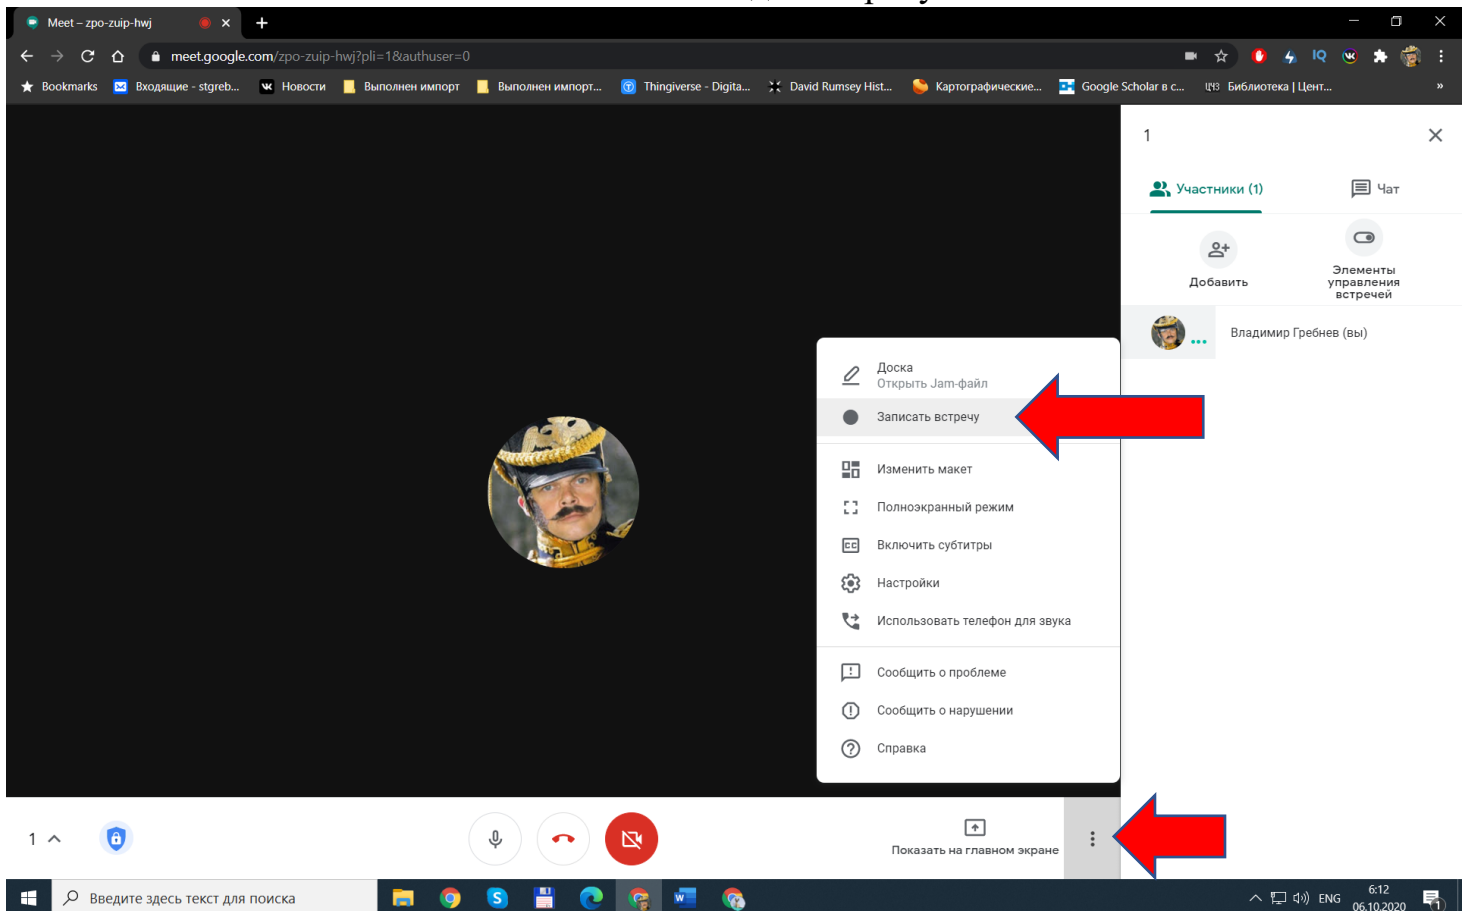 Meet – zpo-zuip-hwj
meet.google.com/zpo-zuip-hwj?pli=1&authuser=0
Bookmarks Входящие - stgreb... Новости Выполнен импорт Выполнен импорт... Thingiverse - Digita... David Rumsey Hist... Картографические... Google Scholar в с... Библиотека | Цент... »
1
Участники (1) Чат
Добавить
Элементы
управления
встречей
Владимир Гребнев (вы)
Доска
Открыть Jam-файл
Записать встречу
Изменить макет
Полноэкранный режим
Включить субтитры
Настройки
Использовать телефон для звука
Сообщить о проблеме
Сообщить о нарушении
Справка
1
Показать на главном экране
Введите здесь текст для поиска
ENG
6:12
06.10.2020